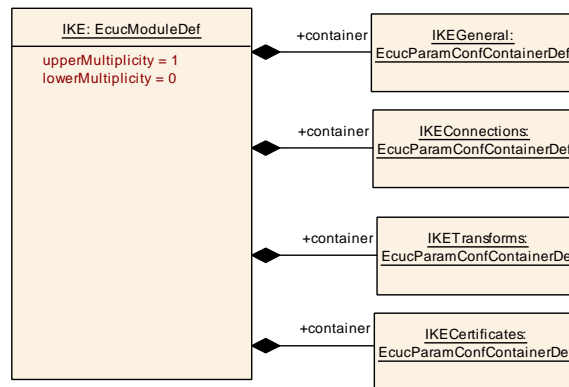 IKE: EcucModuleDef
upperMultiplicity = 1
lowerMultiplicity = 0
+container
IKEGeneral:
EcucParamConfContainerDef
+container
IKEConnections:
EcucParamConfContainerDef
+container
IKETransforms:
EcucParamConfContainerDe
+container
IKECertificates:
EcucParamConfContainerDe